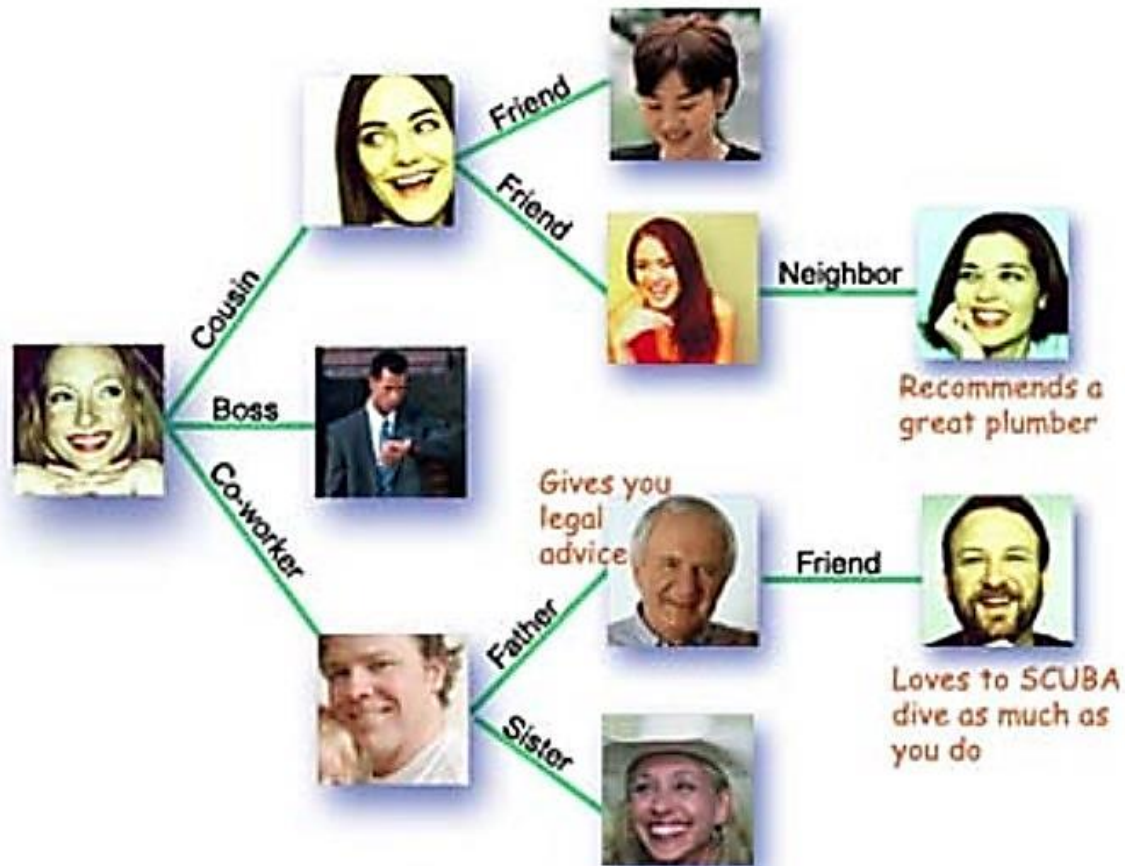 Friend
Friend
Neighbor
Cousin
Recommends a
great plumber
Boss
Co-worker
Gives you
legal
advice
Friend
Father
Sister
Loves to SCUBA
dive as much as
you do